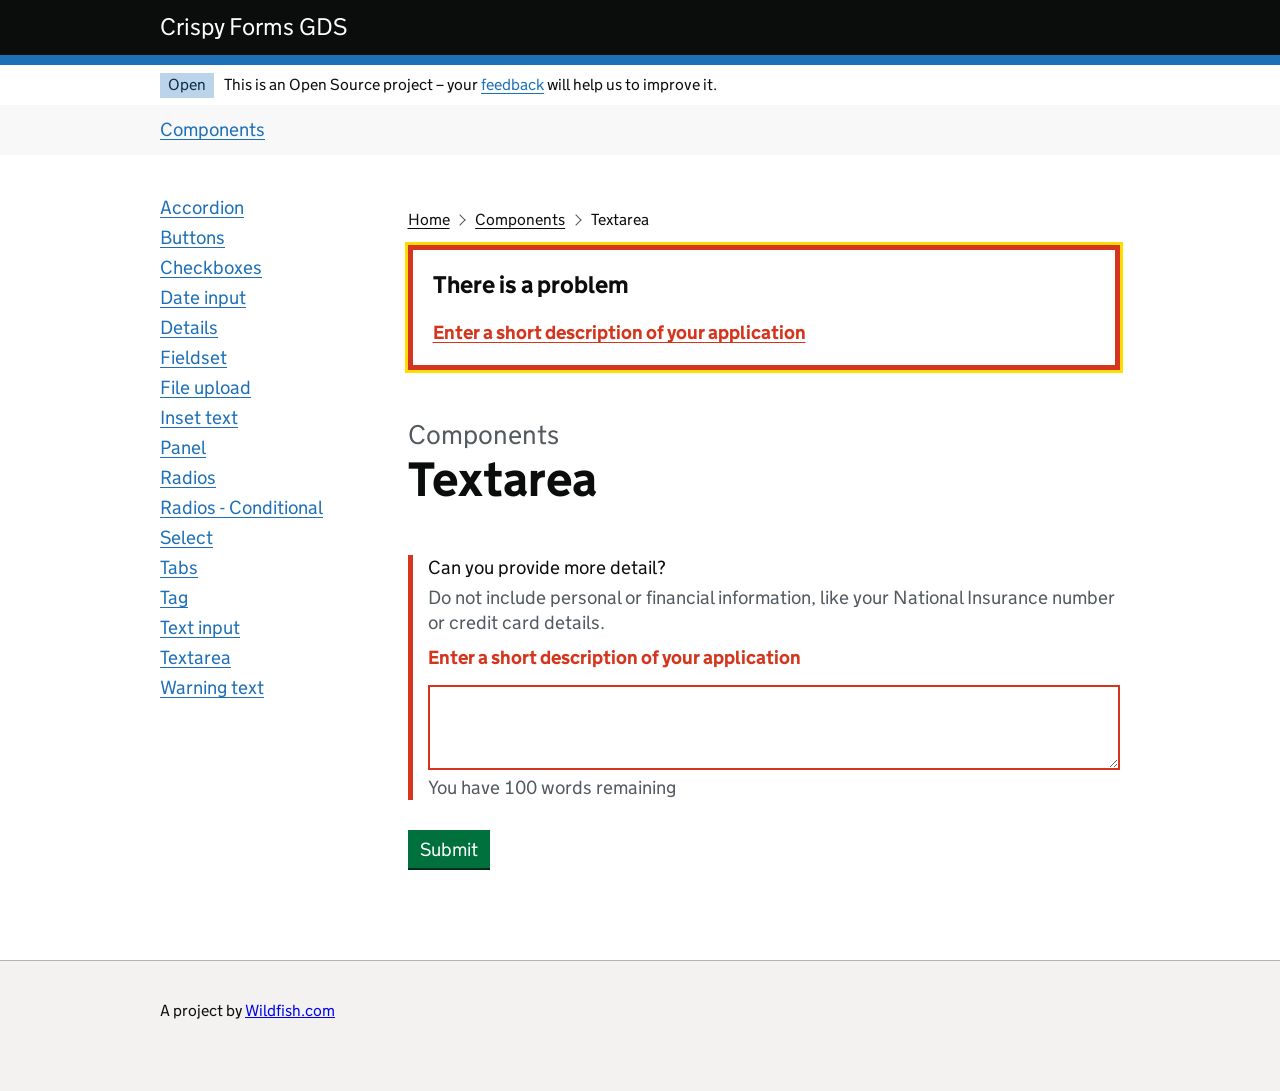 Crispy Forms GDS
Open This is an Open Source project – your feedback will help us to improve it.
Components
Accordion
Buttons
Checkboxes
Date input
Details
Fieldset
File upload
Inset text
Panel
Radios
Radios - Conditional
Select
Tabs
Tag
Text input
Textarea
Warning text
Home Components Textarea
There is a problem
Enter a short description of your application
Components
Textarea
Can you provide more detail?
Do not include personal or financial information, like your National Insurance number
or credit card details.
Enter a short description of your application
You have 100 words remaining
Submit
A project by Wildfish.com